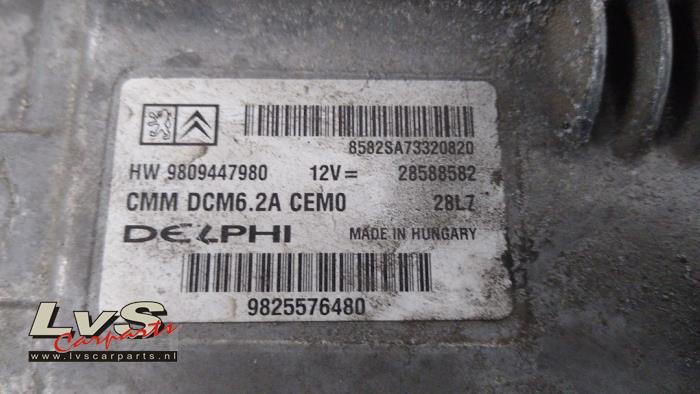 8582SA73320820
HW 9809447980 12V= 28588582
CMM DCM6.2A CEM0 28L7
DELPHI MADE IN HUNGARY
9825576480
LvS
Carparts
www.lvscarparts.nl